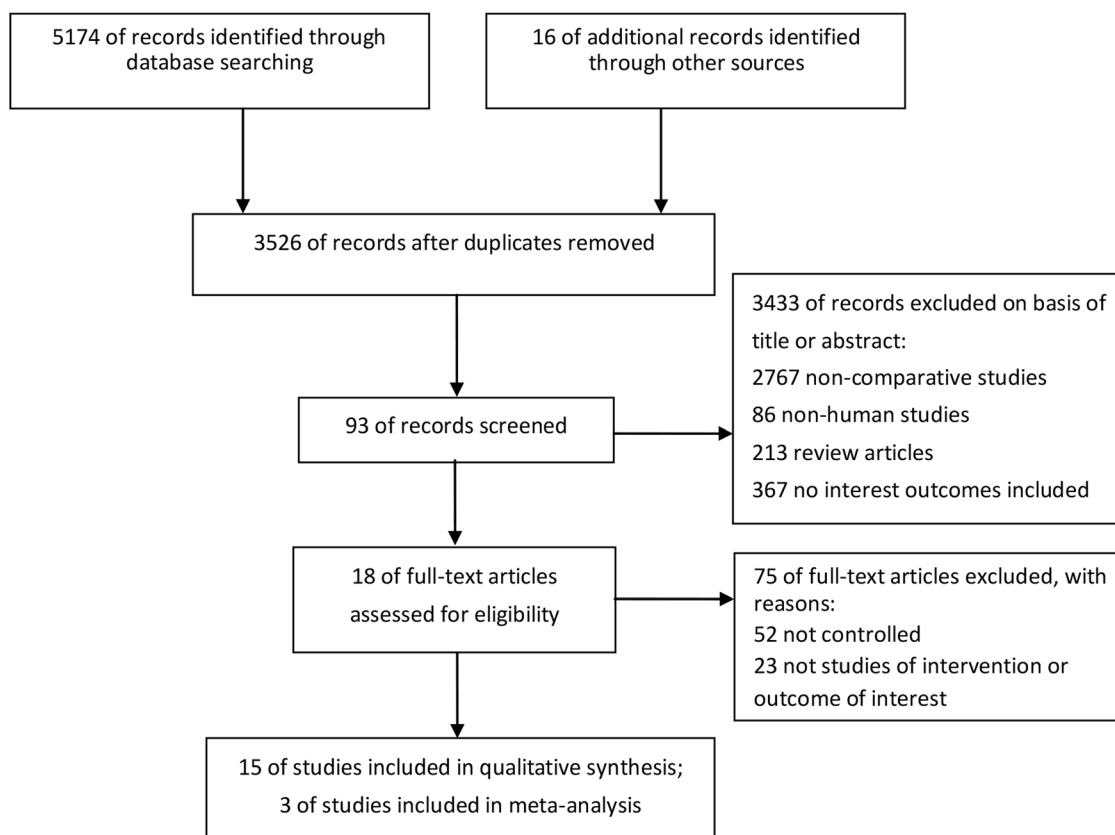 5174 of records identified through
database searching
16 of additional records identified
through other sources
3526 of records after duplicates removed
3433 of records excluded on basis of
title or abstract:
2767 non-comparative studies
86 non-human studies
213 review articles
367 no interest outcomes included
93 of records screened
18 of full-text articles
assessed for eligibility
75 of full-text articles excluded, with
reasons:
52 not controlled
23 not studies of intervention or
outcome of interest
15 of studies included in qualitative synthesis;
3 of studies included in meta-analysis